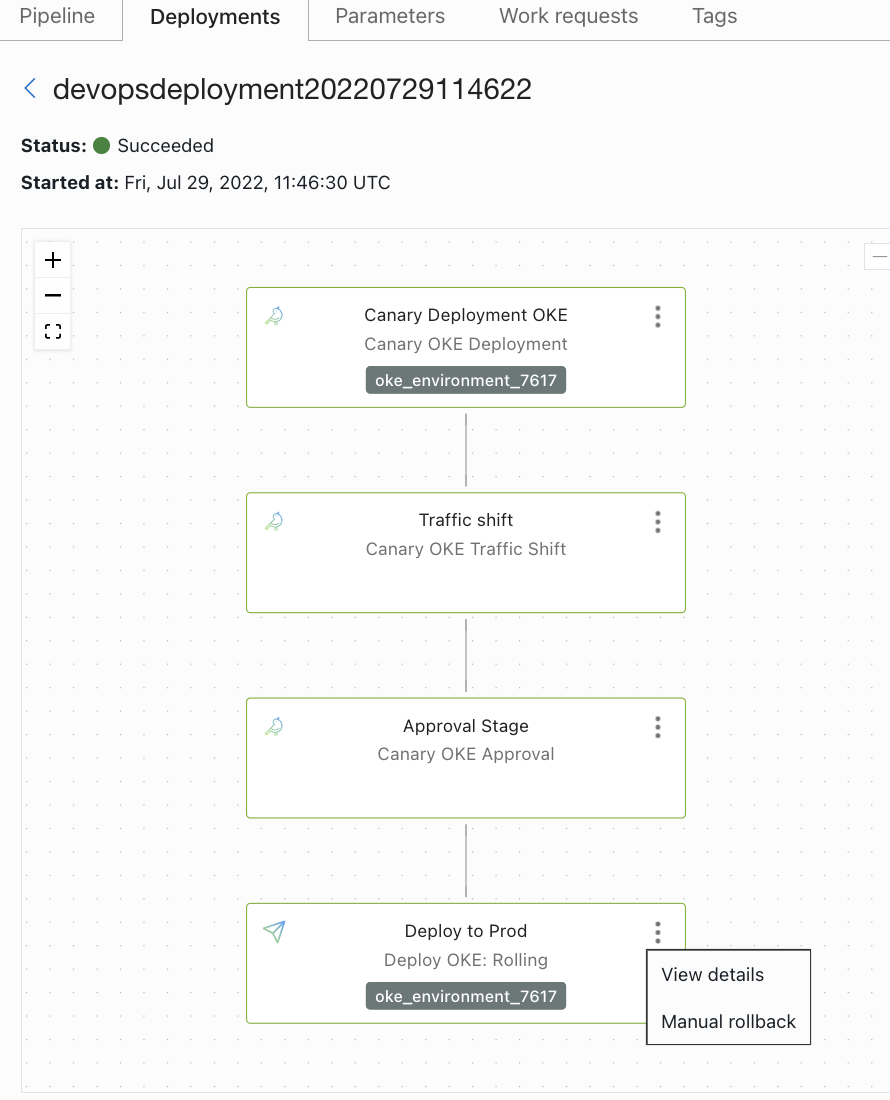 Pipeline Deployments Parameters Work requests Tags
devopsdeployment20220729114622
Status: Succeeded
Started at: Fri, Jul 29, 2022, 11:46:30 UTC
Canary Deployment OKE
Canary OKE Deployment
oke_environment_7617
Traffic shift
Canary OKE Traffic Shift
Approval Stage
Canary OKE Approval
Deploy to Prod
Deploy OKE: Rolling
oke_environment_7617
View details
Manual rollback